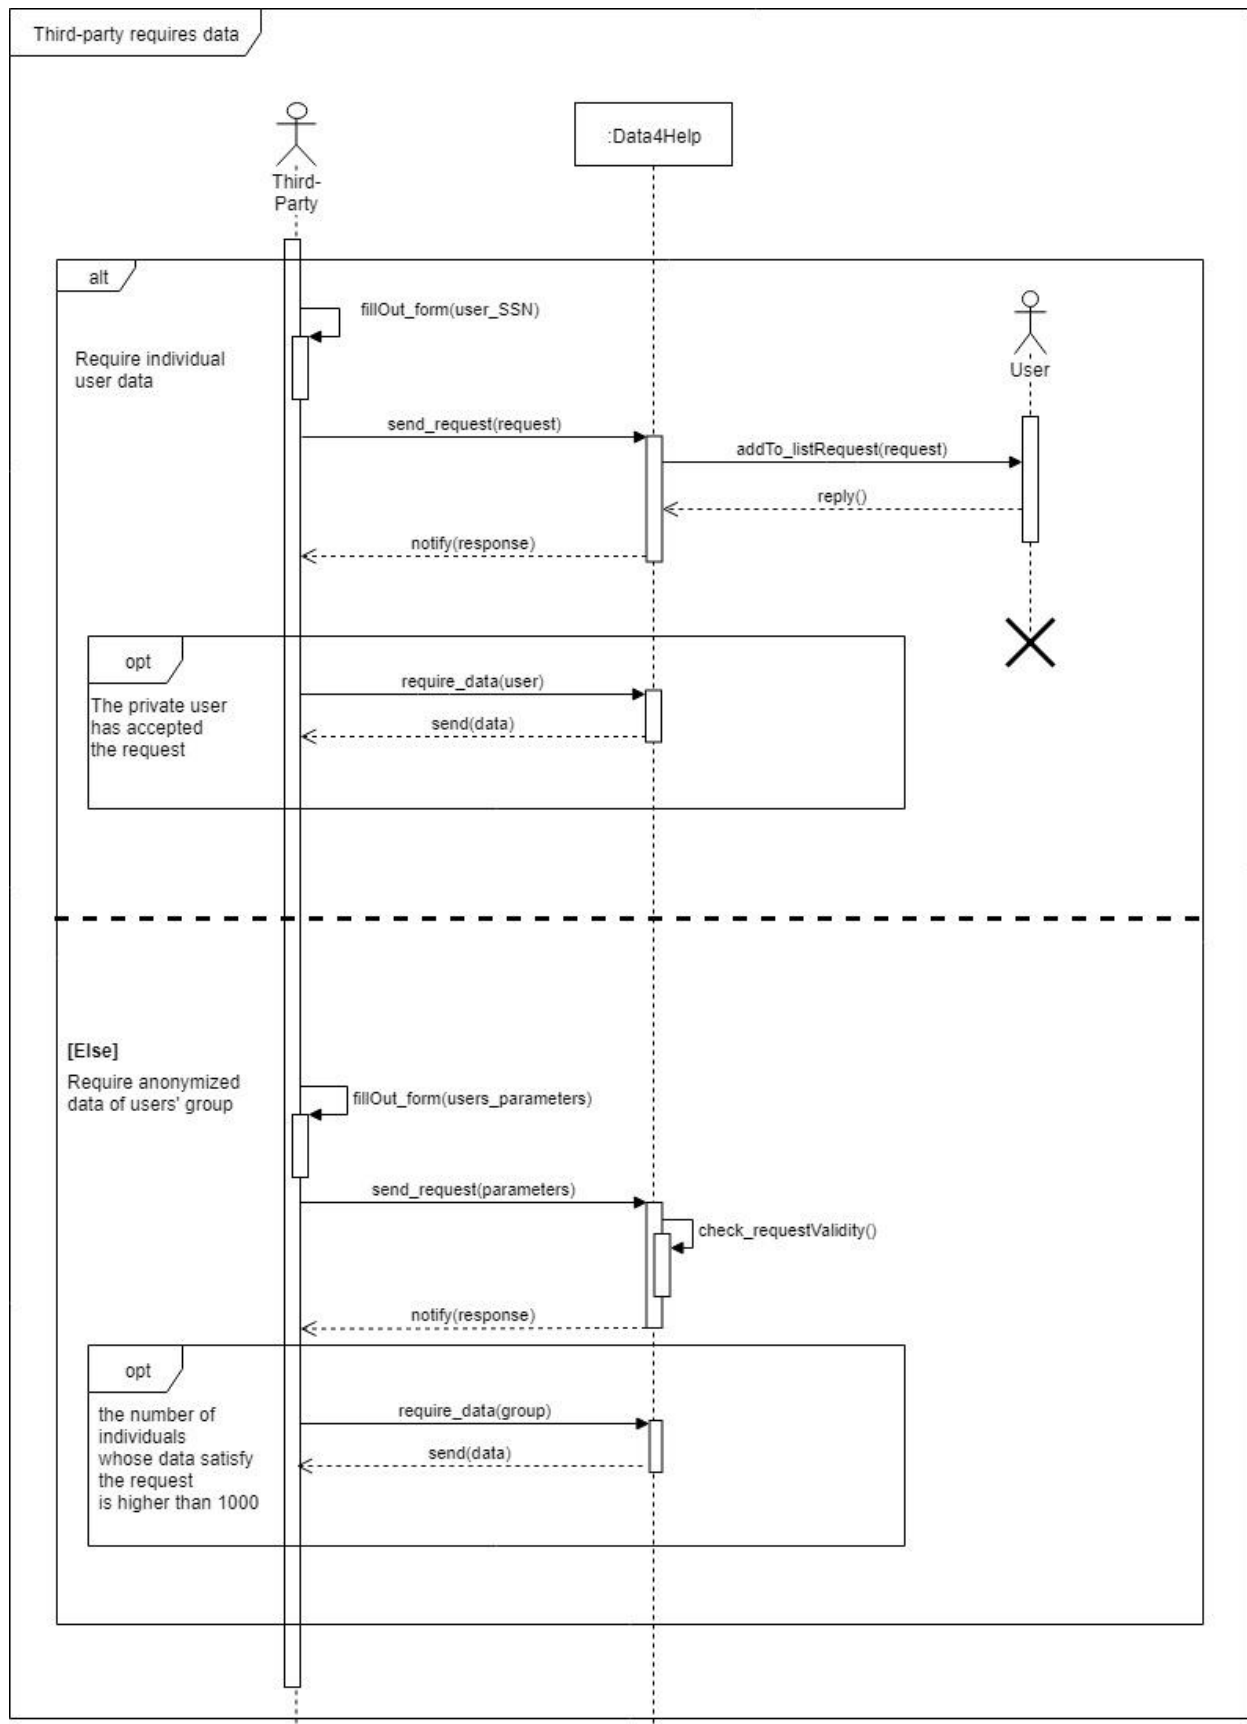 Third-party requires data
:Data4Help
Third-
Party
alt
fillOut_form(user_SSN)
Require individual
user data
User
send_request(request)
addTo_listRequest(request)
reply()
notify(response)
opt
The private user
has accepted
the request
require_data(user)
send(data)
[Else]
Require anonymized
data of users' group
fillOut_form(users_parameters)
send_request(parameters)
check_requestValidity()
notify(response)
opt
the number of
individuals
whose data satisfy
the request
is higher than 1000
require_data(group)
send(data)